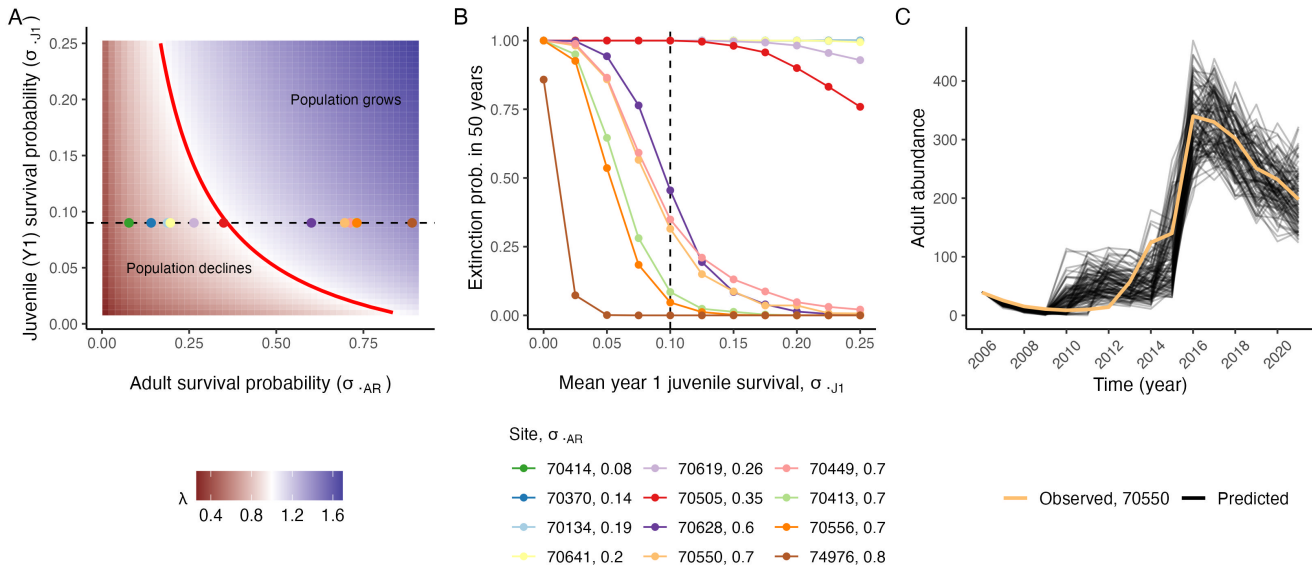 A
Juvenile (Y1) survival probability (σ ·J1)
0.25
0.20
0.15
0.10
0.05
0.00
Population grows
Population declines
0.00 0.25 0.50 0.75
Adult survival probability (σ ·AR)
λ
0.4 0.8 1.2 1.6
B
Extinction prob. in 50 years
1.00
0.75
0.50
0.25
0.00
0.00 0.05 0.10 0.15 0.20 0.25
Mean year 1 juvenile survival, σ ·J1
Site, σ ·AR
70414, 0.08 70619, 0.26 70449, 0.7
70370, 0.14 70505, 0.35 70413, 0.7
70134, 0.19 70628, 0.6 70556, 0.7
70641, 0.2 70550, 0.7 74976, 0.8
C
Adult abundance
400
300
200
100
0
2006 2008 2010 2012 2014 2016 2018 2020
Time (year)
Observed, 70550 Predicted